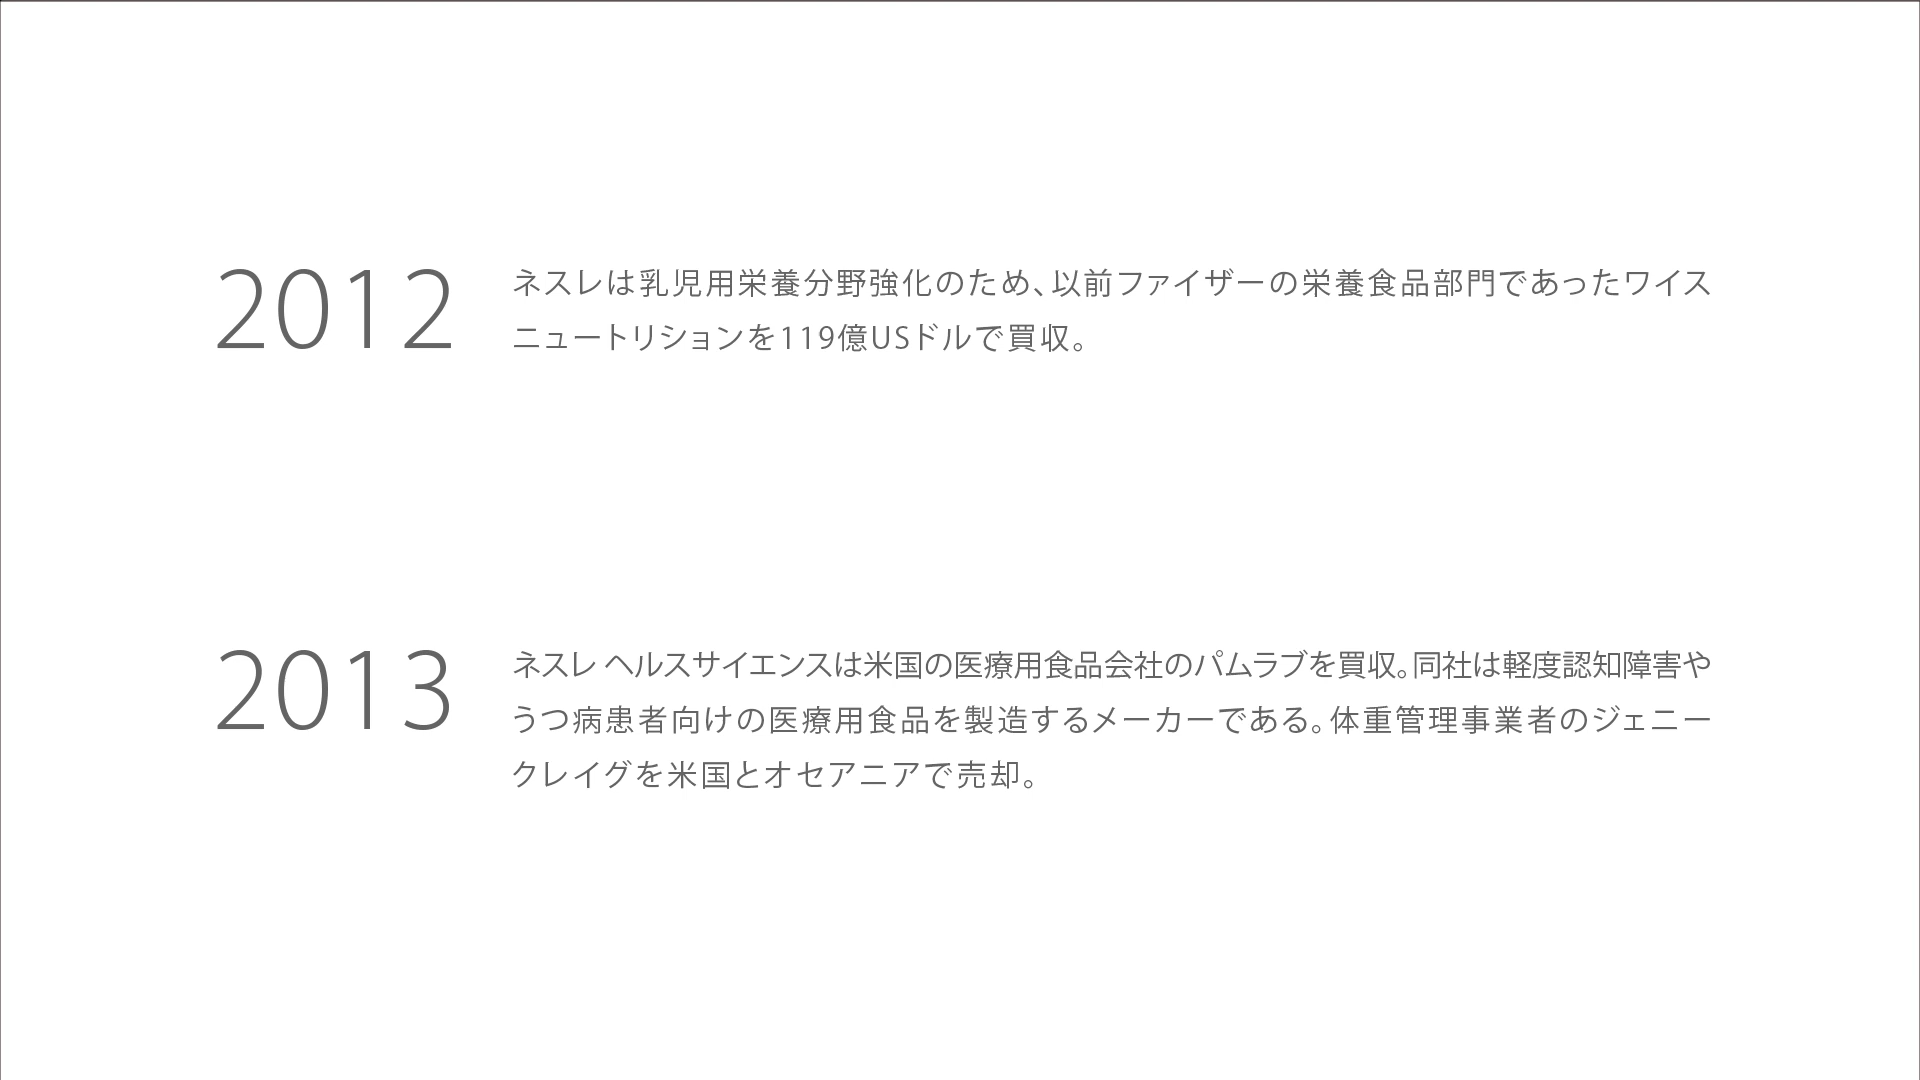 2012 ネスレは乳児用栄養分野強化のため、以前ファイザーの栄養食品部門であったワイス
ニュートリションを119億USドルで買収。
2013 ネスレ ヘルスサイエンスは米国の医療用食品会社のパムラブを買収。同社は軽度認知障害や
うつ病患者向けの医療用食品を製造するメーカーである。体重管理事業者のジェニー
クレイグを米国とオセアニアで売却。